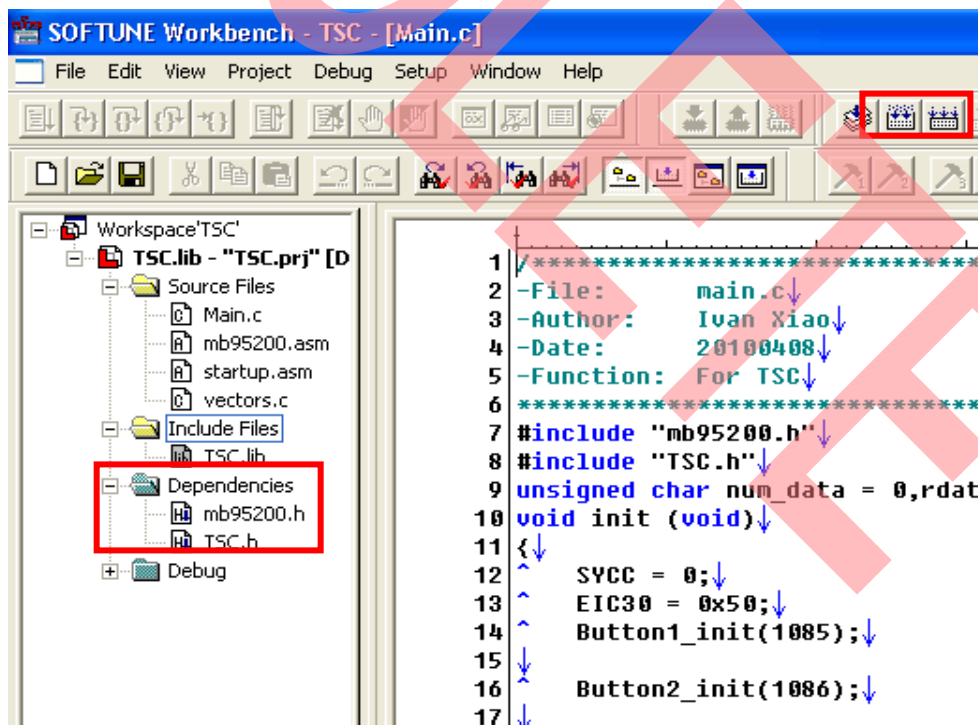 SOFTUNE Workbench - TSC - [Main.c]
File Edit View Project Debug Setup Window Help
Workspace'TSC'
TSC.lib - "TSC.prj" [D
Source Files
Main.c
mb95200.asm
startup.asm
vectors.c
Include Files
TSC.lib
Dependencies
mb95200.h
TSC.h
Debug
1 /******************************
2 -File: main.c↓
3 -Author: Ivan Xiao↓
4 -Date: 20100408↓
5 -Function: For TSC↓
6 *******************************
7 #include "mb95200.h"↓
8 #include "TSC.h"↓
9 unsigned char num_data = 0,rdat
10 void init (void)↓
11 {↓
12 ^ SYCC = 0;↓
13 ^ EIC30 = 0x50;↓
14 ^ Button1_init(1085);↓
15 ↓
16 ^ Button2_init(1086);↓
17 ↓